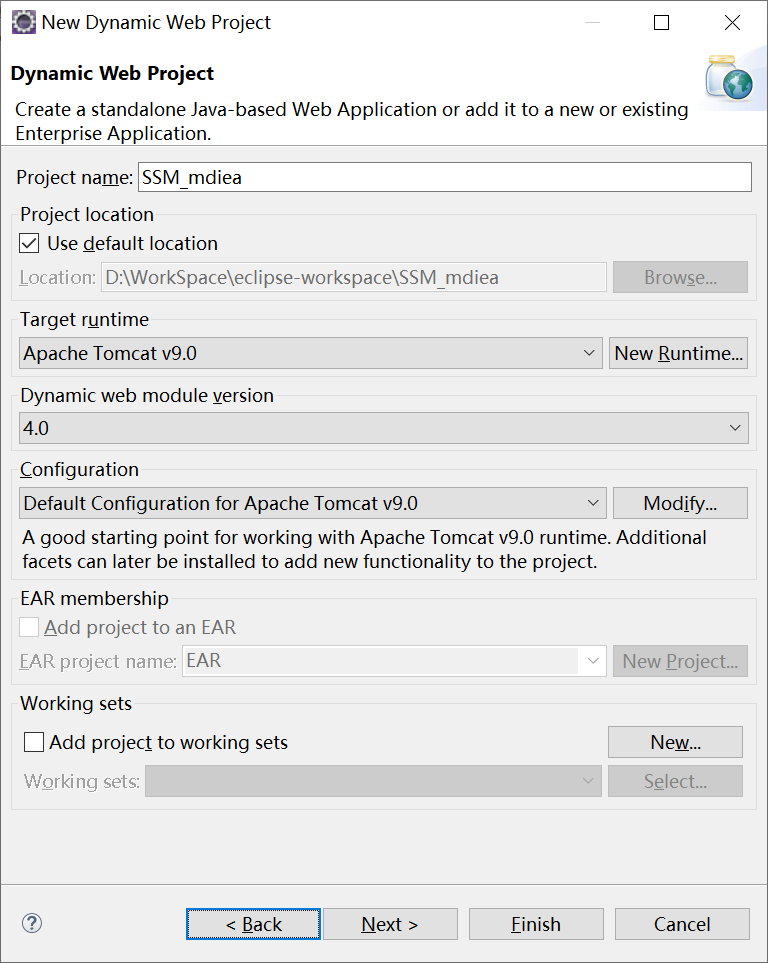 New Dynamic Web Project
Dynamic Web Project
Create a standalone Java-based Web Application or add it to a new or existing
Enterprise Application.
Project name: SSM_mdiea
Project location
Use default location
Location: D:\WorkSpace\eclipse-workspace\SSM_mdiea Browse...
Target runtime
Apache Tomcat v9.0 New Runtime...
Dynamic web module version
4.0
Configuration
Default Configuration for Apache Tomcat v9.0 Modify...
A good starting point for working with Apache Tomcat v9.0 runtime. Additional
facets can later be installed to add new functionality to the project.
EAR membership
Add project to an EAR
EAR project name: EAR New Project...
Working sets
Add project to working sets New...
Working sets: Select...
? < Back Next > Finish Cancel